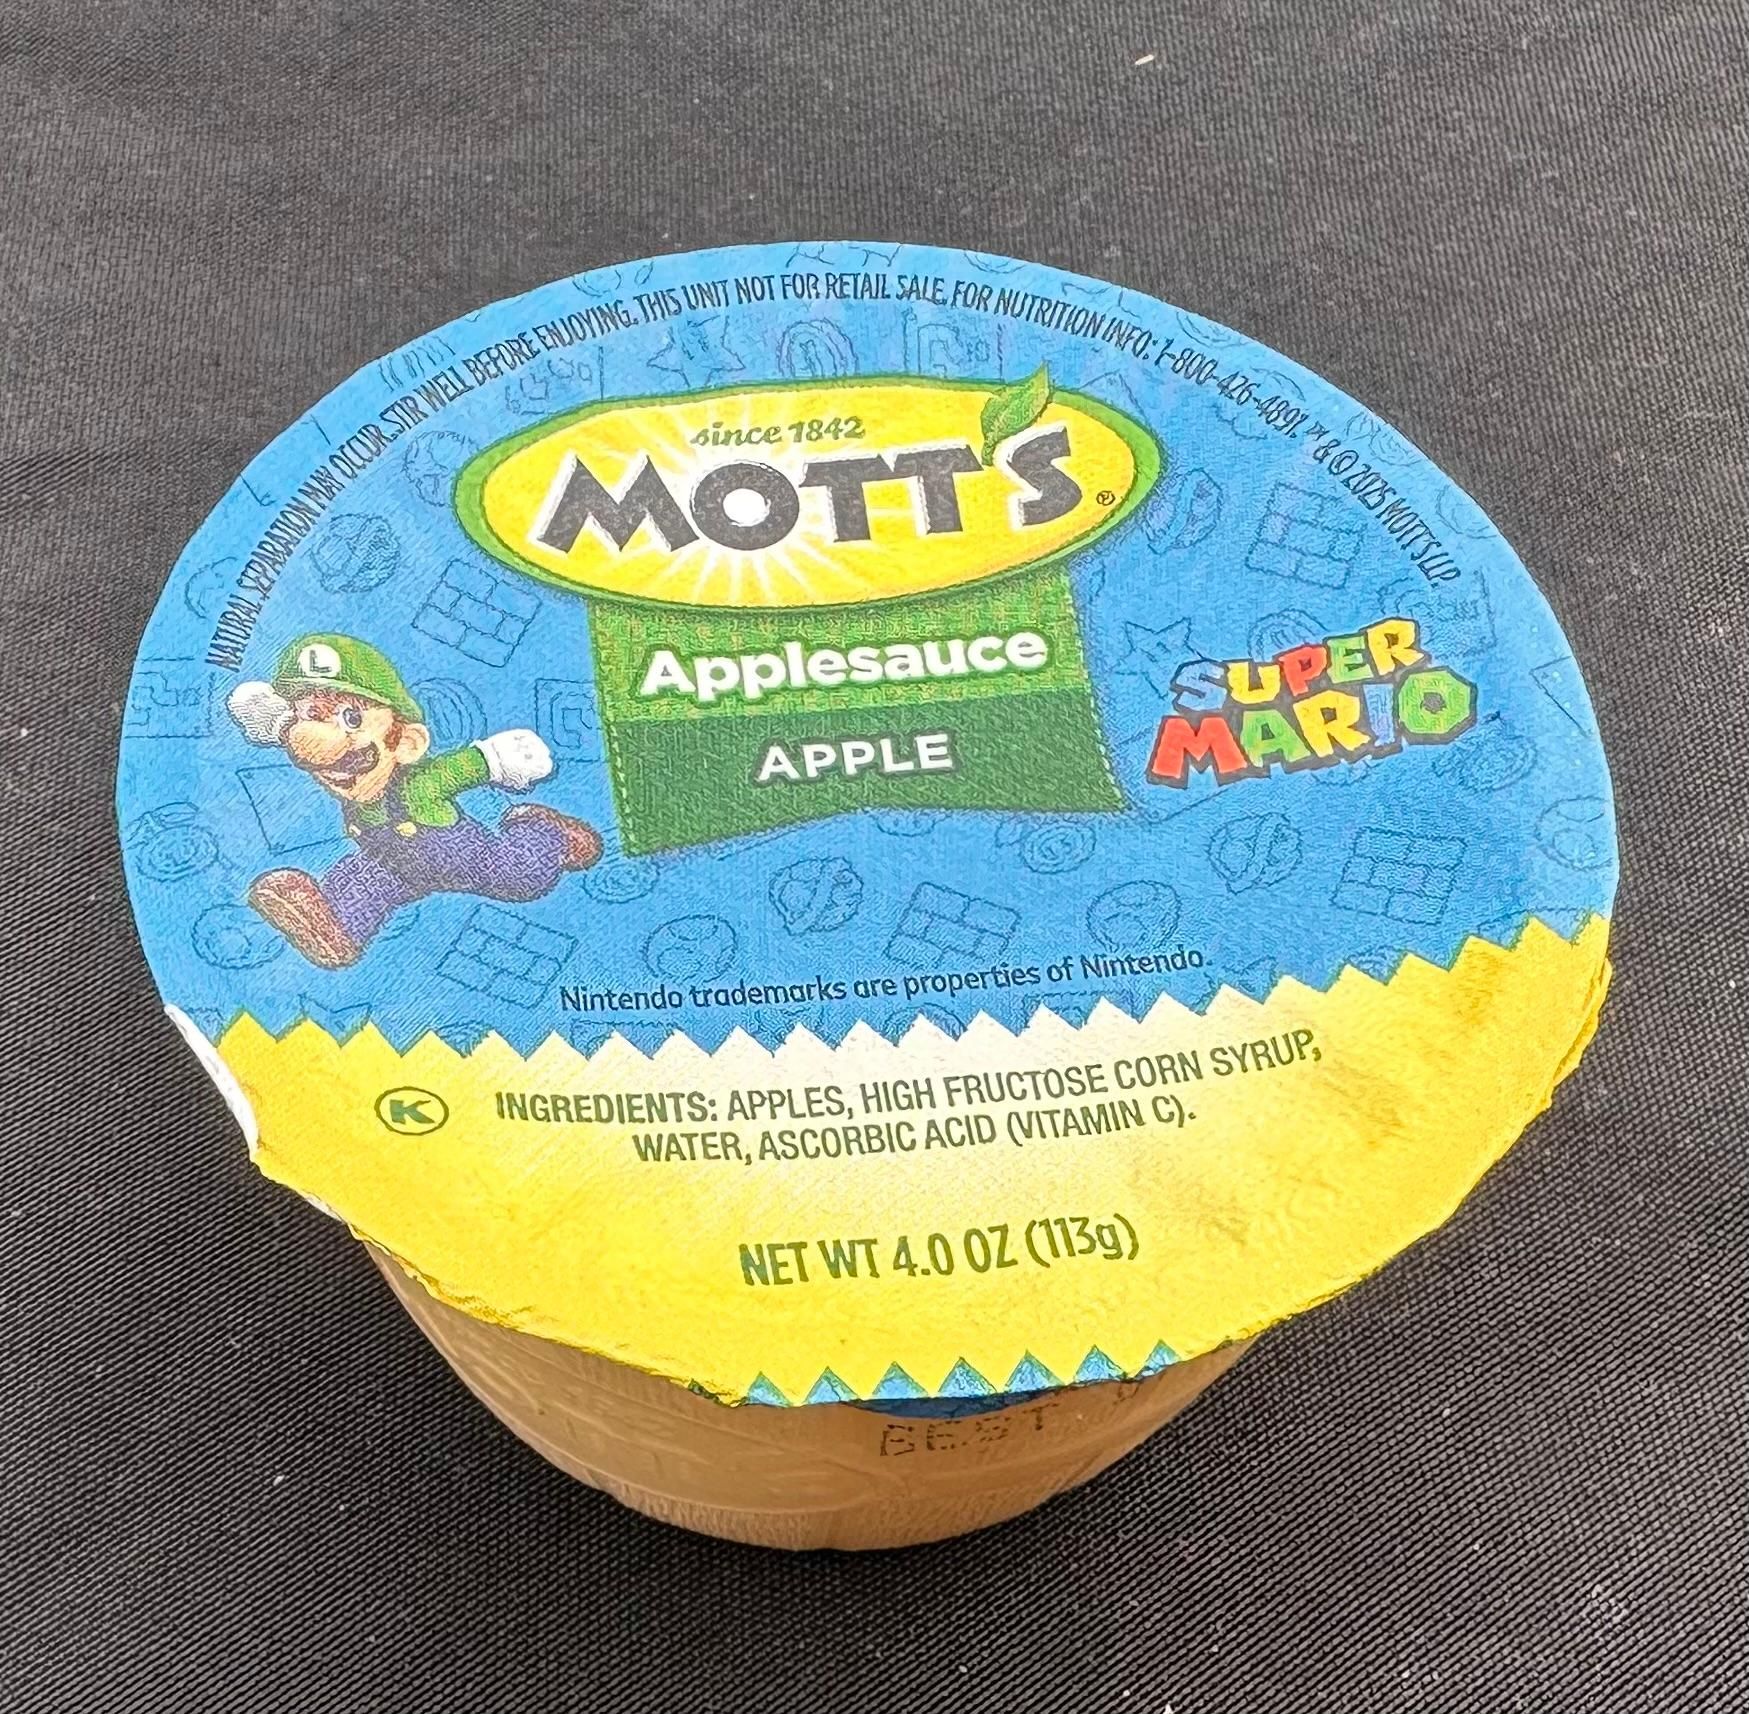 NATURAL SEPARATION MAY OCCUR. STIR WELL BEFORE ENJOYING. THIS UNIT NOT FOR RETAIL SALE. FOR NUTRITION INFO: 1-800-426-4891. ™ & ©2025 MOTT'S LLP
since 1842
MOTT'S®
Applesauce
APPLE
L
SUPER
MARIO
Nintendo trademarks are properties of Nintendo.
K
INGREDIENTS: APPLES, HIGH FRUCTOSE CORN SYRUP,
WATER, ASCORBIC ACID (VITAMIN C).
NET WT 4.0 OZ (113g)
BEST